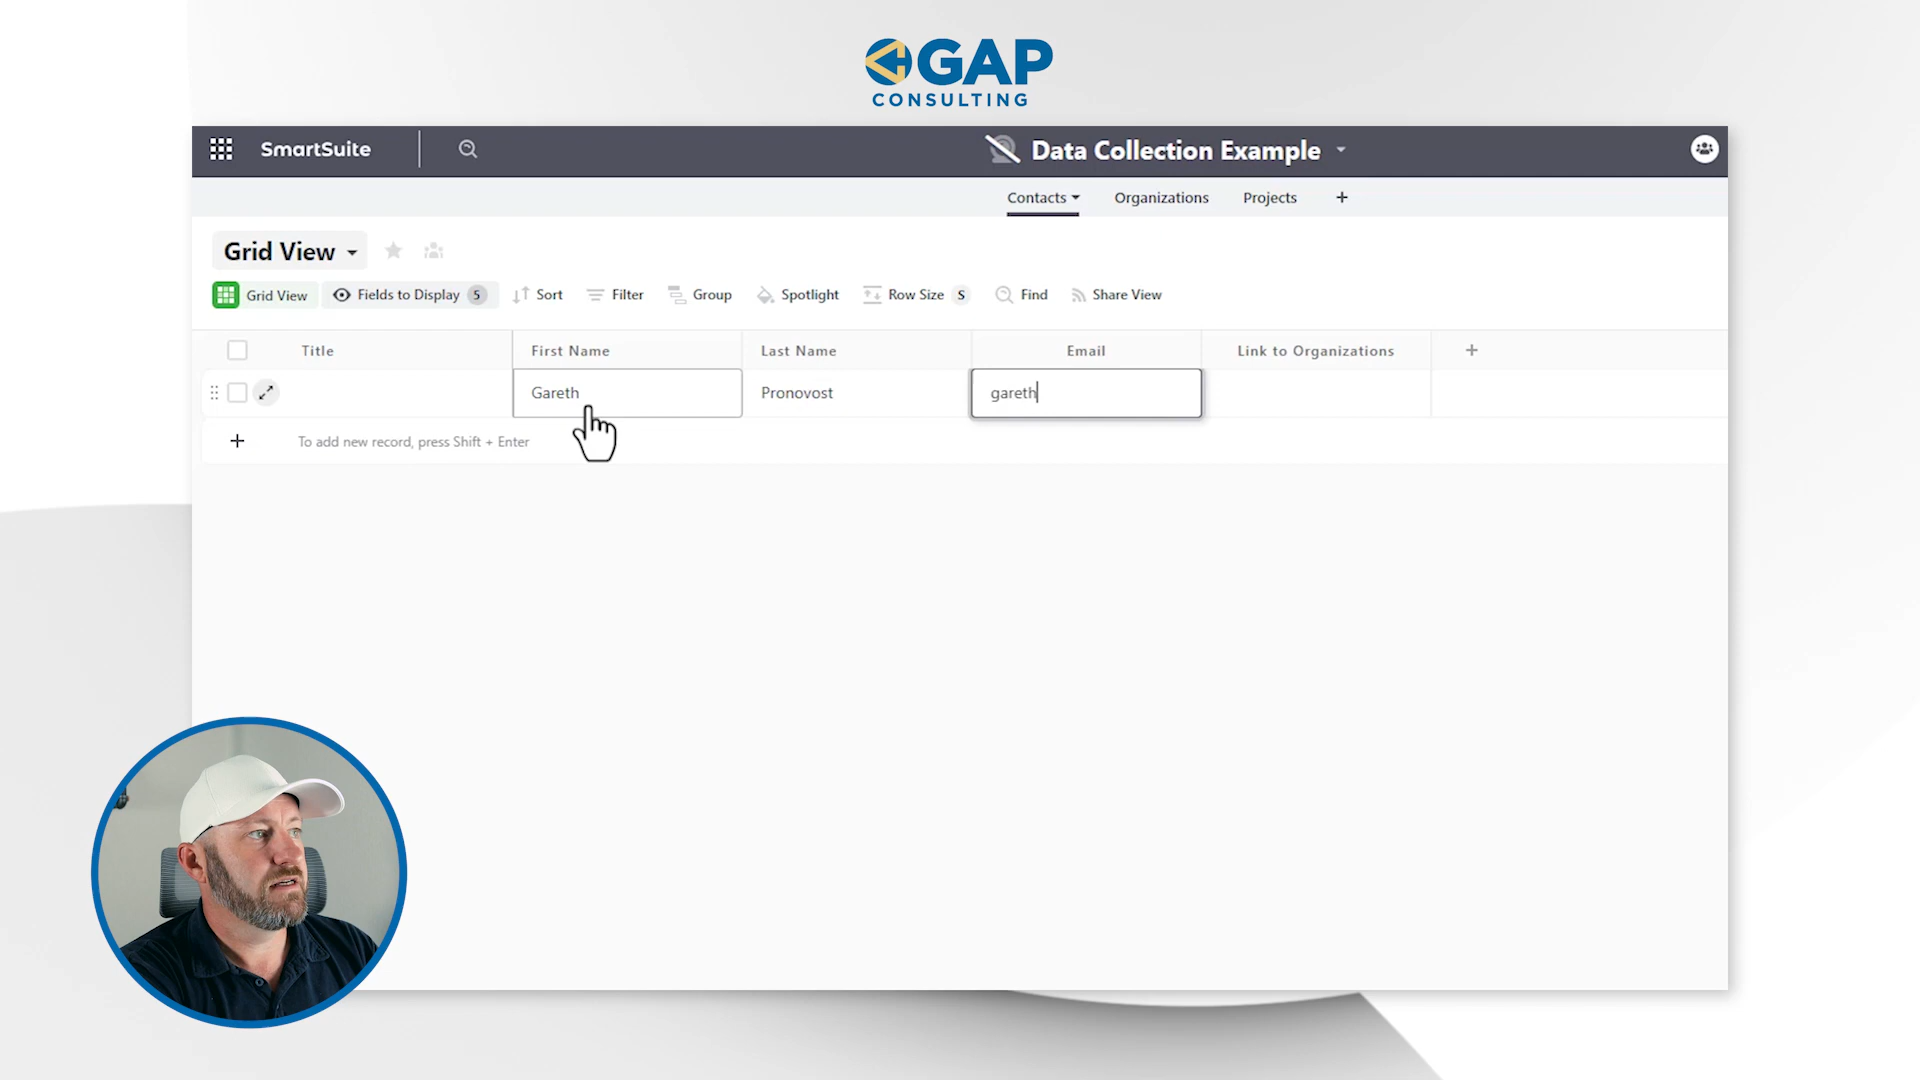 GAP
CONSULTING
SmartSuite
Data Collection Example
Contacts
Organizations
Projects
+
Grid View
Grid View
Fields to Display 5
Sort
Filter
Group
Spotlight
Row Size S
Find
Share View
Title
First Name
Last Name
Email
Link to Organizations
+
Gareth
Pronovost
gareth
+
To add new record, press Shift + Enter